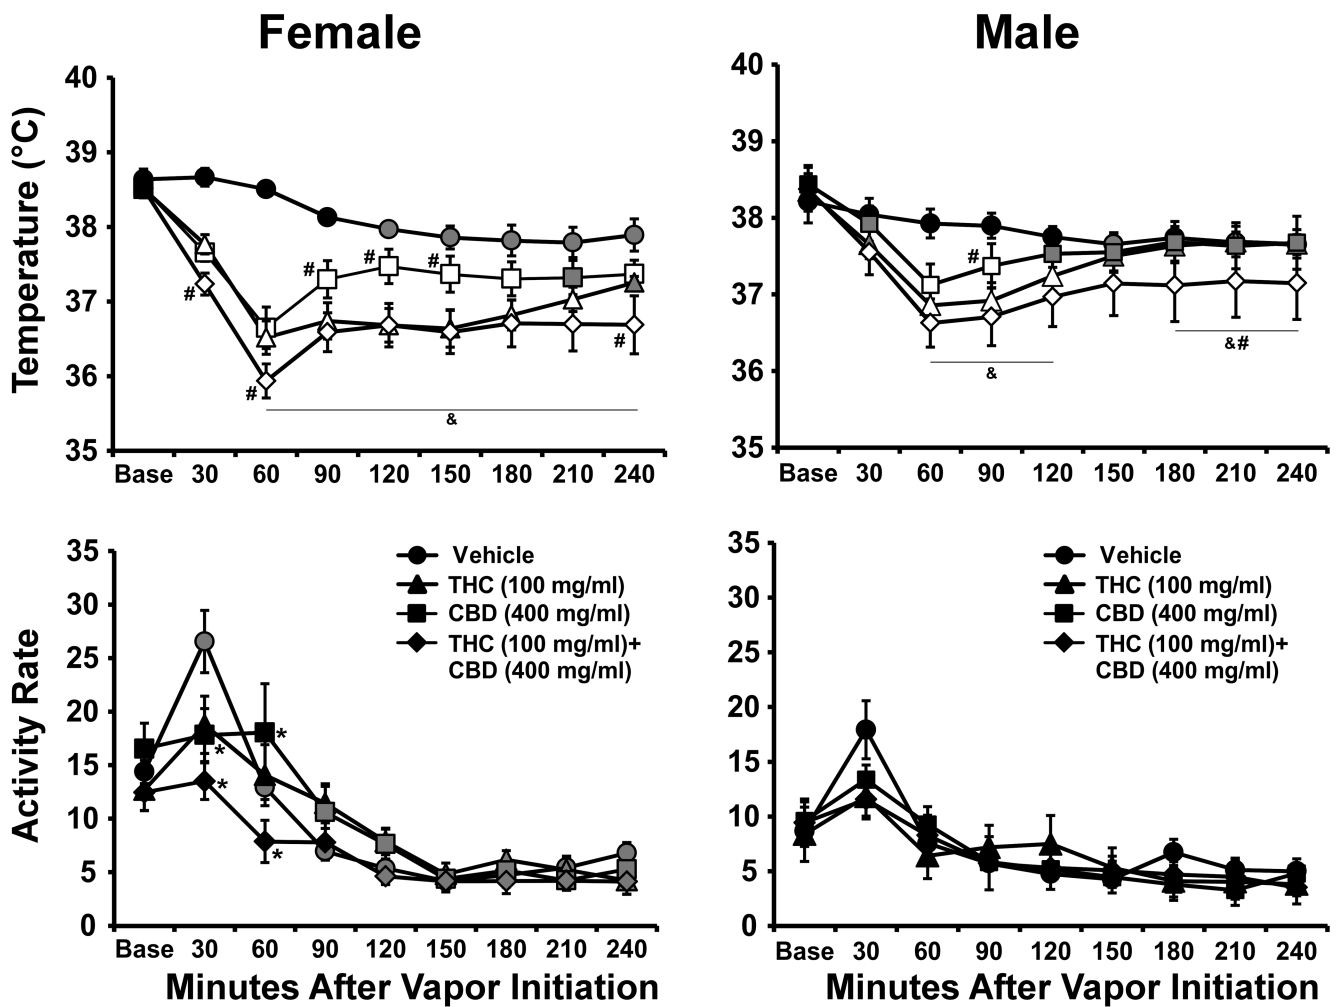 Female
Male
Temperature (°C)
40
39
38
37
36
35
#
#
#
#
#
#
&
Base 30 60 90 120 150 180 210 240
40
39
38
37
36
35
#
&
&#
Base 30 60 90 120 150 180 210 240
Activity Rate
35
30
25
20
15
10
5
0
Vehicle
THC (100 mg/ml)
CBD (400 mg/ml)
THC (100 mg/ml)+
CBD (400 mg/ml)
*
*
*
*
Base 30 60 90 120 150 180 210 240
Minutes After Vapor Initiation
35
30
25
20
15
10
5
0
Vehicle
THC (100 mg/ml)
CBD (400 mg/ml)
THC (100 mg/ml)+
CBD (400 mg/ml)
Base 30 60 90 120 150 180 210 240
Minutes After Vapor Initiation